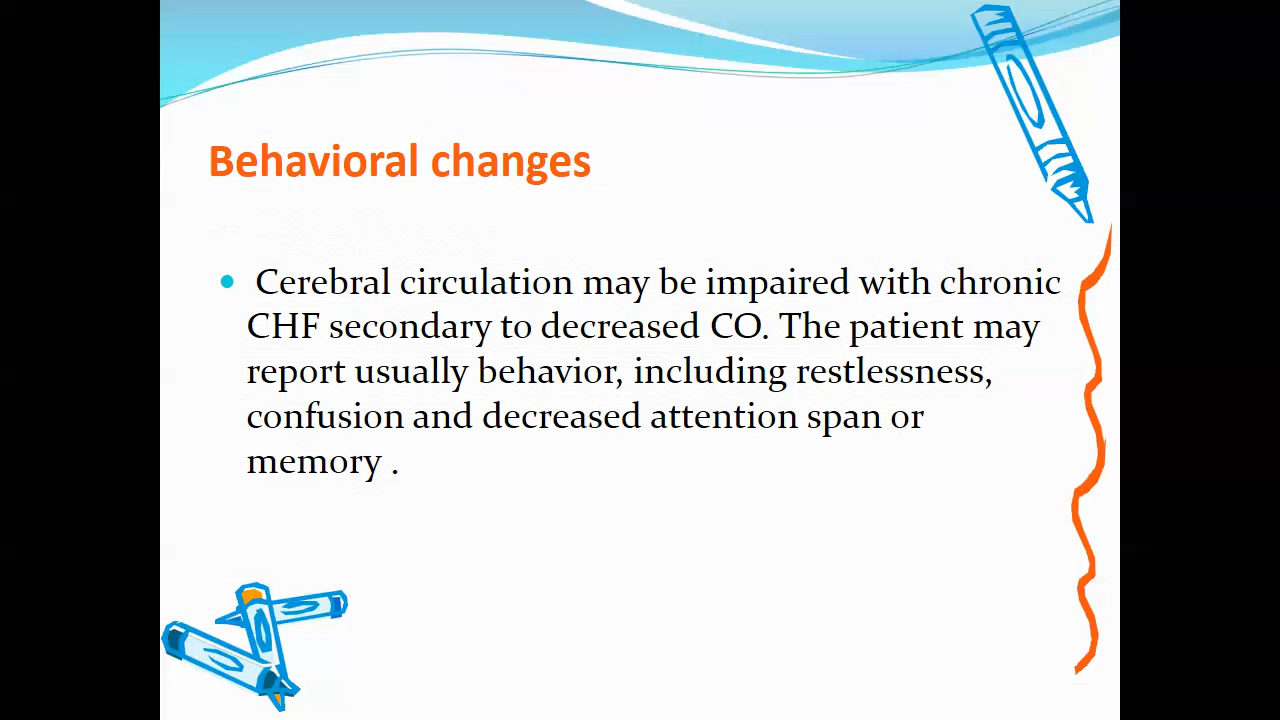 Behavioral changes
• Cerebral circulation may be impaired with chronic
CHF secondary to decreased CO. The patient may
report usually behavior, including restlessness,
confusion and decreased attention span or
memory .